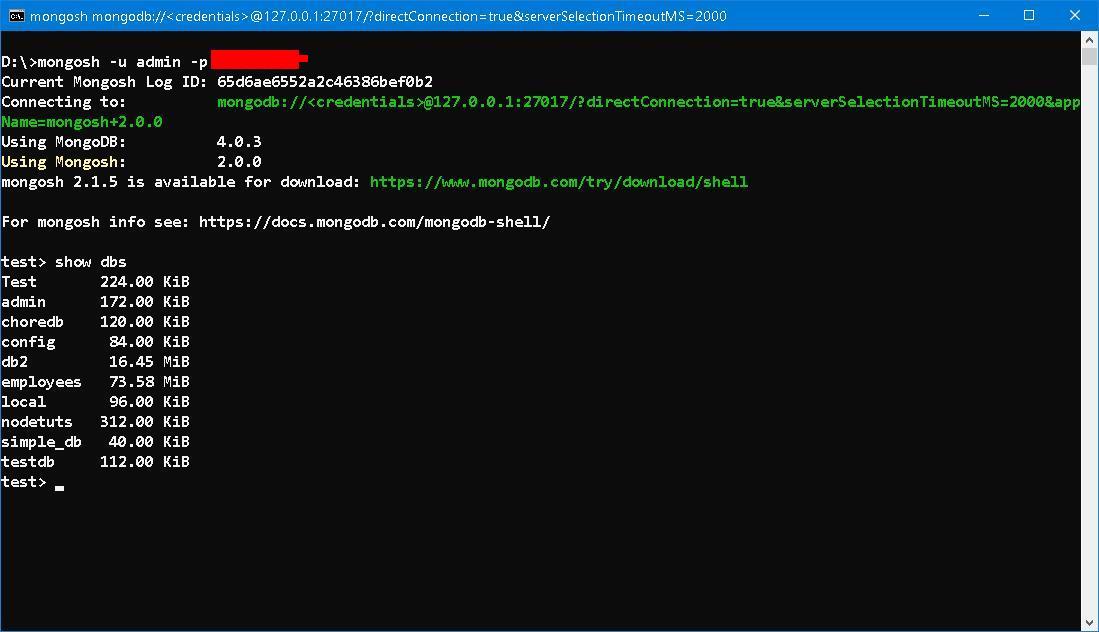 mongosh mongodb://<credentials>@127.0.0.1:27017/?directConnection=true&serverSelectionTimeoutMS=2000
D:\>mongosh -u admin -p
Current Mongosh Log ID: 65d6ae6552a2c46386bef0b2
Connecting to:          mongodb://<credentials>@127.0.0.1:27017/?directConnection=true&serverSelectionTimeoutMS=2000&app
Name=mongosh+2.0.0
Using MongoDB:          4.0.3
Using Mongosh:          2.0.0
mongosh 2.1.5 is available for download: https://www.mongodb.com/try/download/shell
For mongosh info see: https://docs.mongodb.com/mongodb-shell/
test> show dbs
Test       224.00 KiB
admin      172.00 KiB
choredb    120.00 KiB
config      84.00 KiB
db2         16.45 MiB
employees   73.58 MiB
local       96.00 KiB
nodetuts   312.00 KiB
simple_db   40.00 KiB
testdb     112.00 KiB
test> _